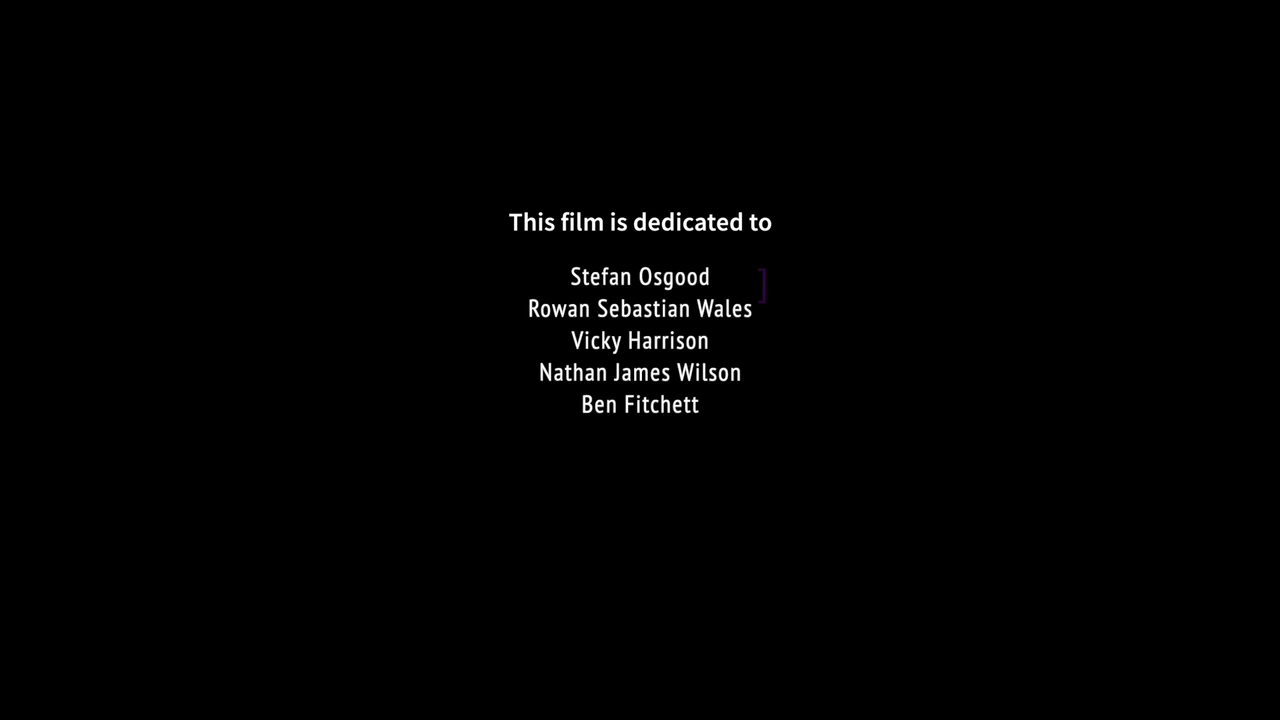 This film is dedicated to
Stefan Osgood
]
Rowan Sebastian Wales
Vicky Harrison
Nathan James Wilson
Ben Fitchett